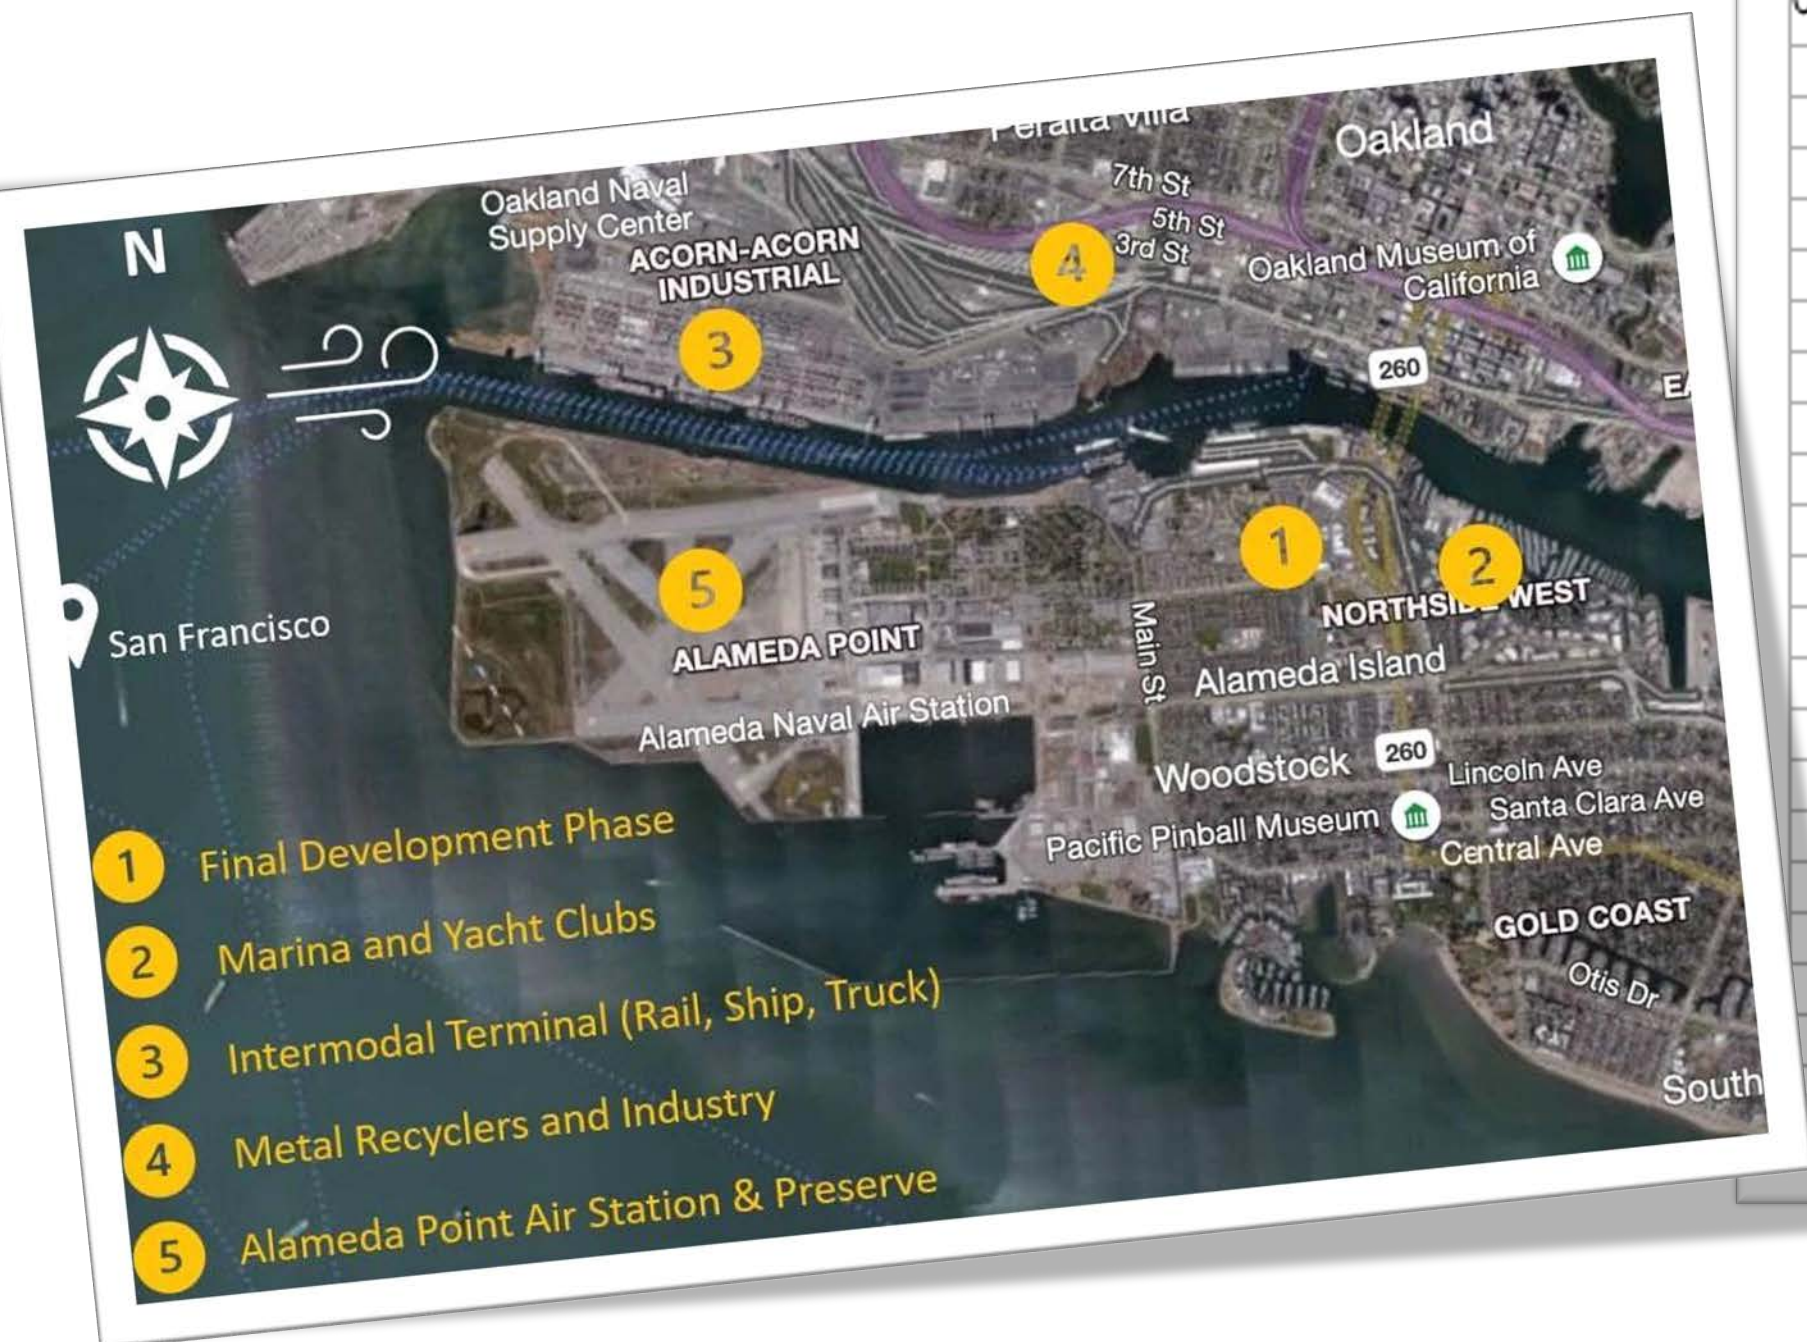 Peralta Villa
Oakland
7th St
5th St
3rd St
Oakland Naval
Supply Center
ACORN-ACORN
INDUSTRIAL
4
Oakland Museum of
California
N
3
260
San Francisco
5
1
2
ALAMEDA POINT
NORTHSIDE WEST
Main St
Alameda Island
Alameda Naval Air Station
Woodstock
260
Lincoln Ave
Santa Clara Ave
Pacific Pinball Museum
Central Ave
GOLD COAST
Otis Dr
South
1 Final Development Phase
2 Marina and Yacht Clubs
3 Intermodal Terminal (Rail, Ship, Truck)
4 Metal Recyclers and Industry
5 Alameda Point Air Station & Preserve